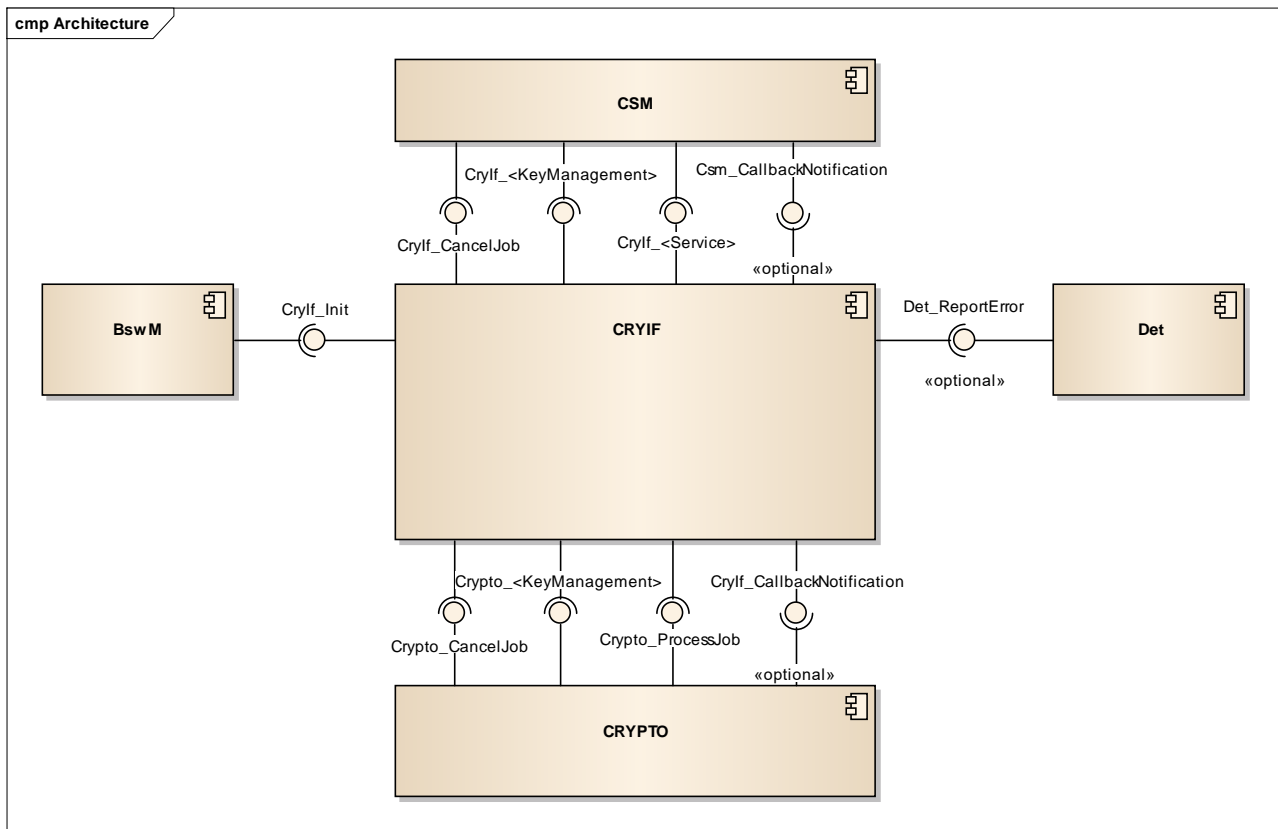 cmp Architecture
CSM
CryIf_<KeyManagement>
Csm_CallbackNotification
CryIf_CancelJob
CryIf_<Service>
«optional»
BswM
CryIf_Init
CRYIF
Det_ReportError
Det
«optional»
Crypto_<KeyManagement>
CryIf_CallbackNotification
Crypto_CancelJob
Crypto_ProcessJob
«optional»
CRYPTO